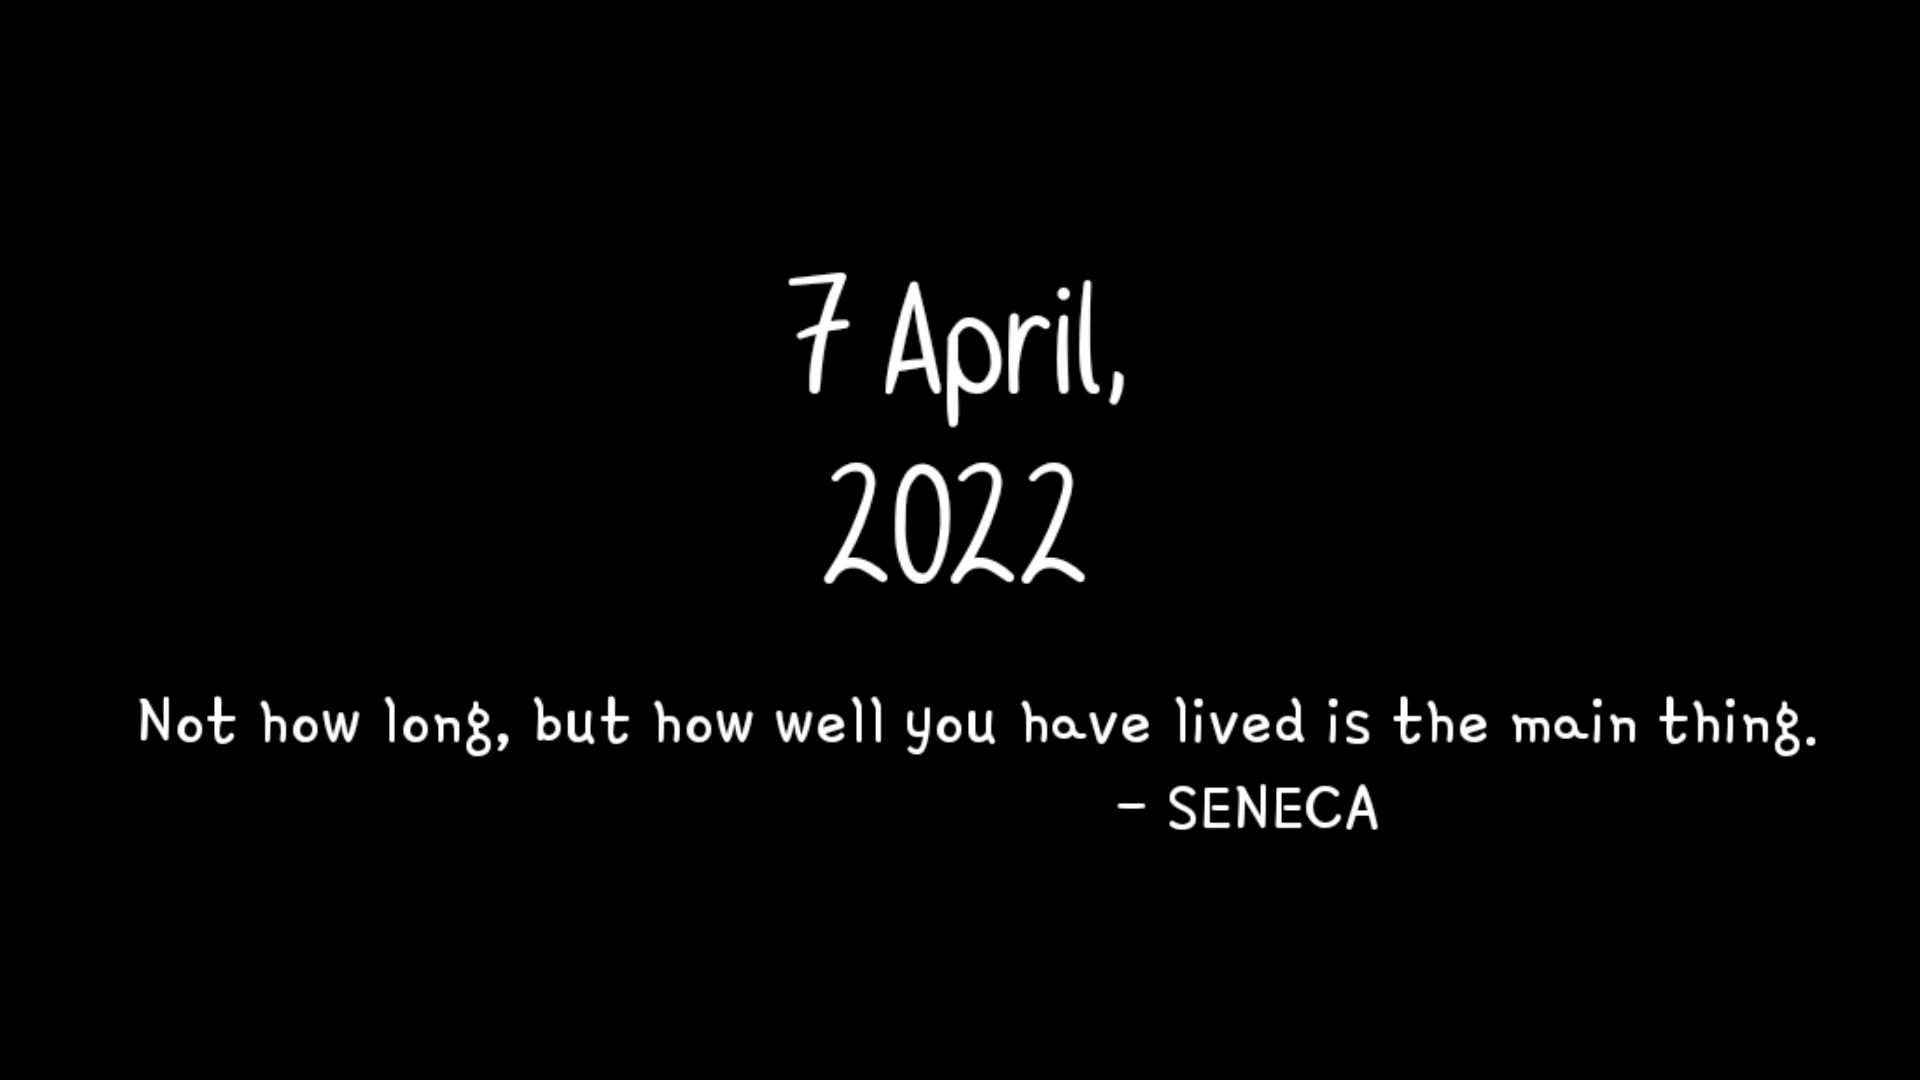 7 April,
2022
Not how long, but how well you have lived is the main thing.
- SENECA